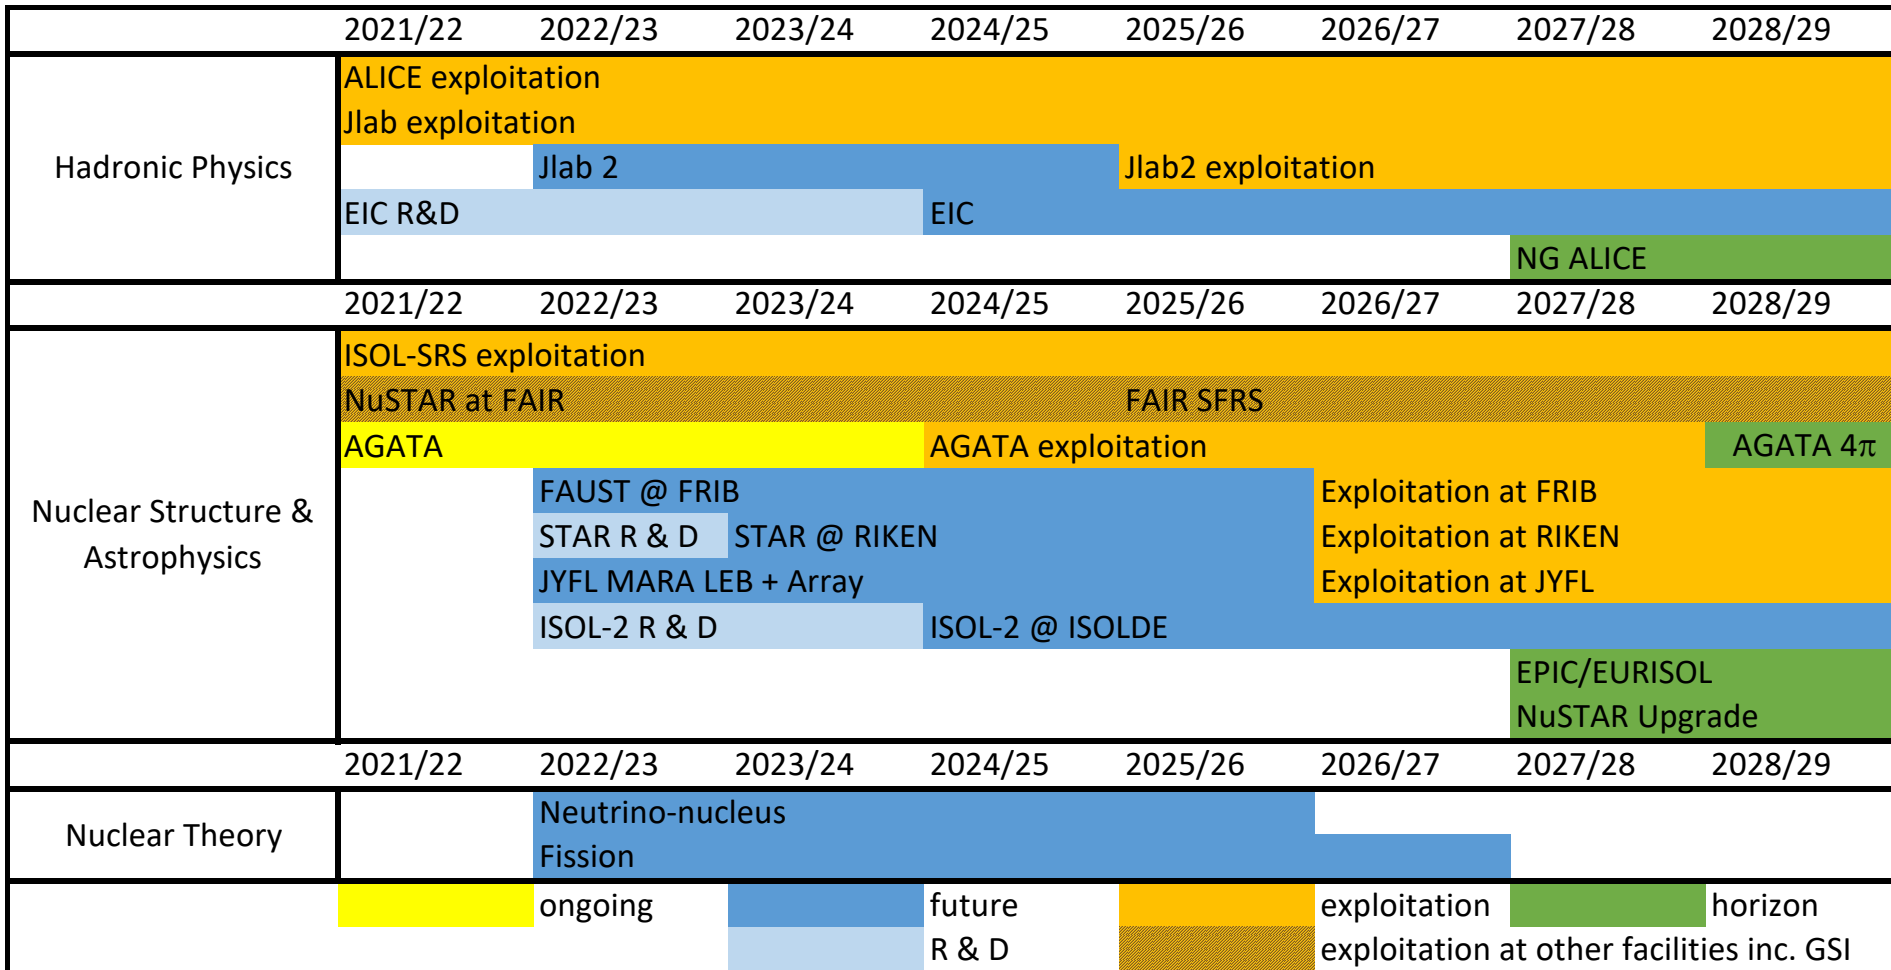 2021/22 2022/23 2023/24 2024/25 2025/26 2026/27 2027/28 2028/29
Hadronic Physics
ALICE exploitation
Jlab exploitation
Jlab 2 Jlab2 exploitation
EIC R&D EIC
NG ALICE
2021/22 2022/23 2023/24 2024/25 2025/26 2026/27 2027/28 2028/29
Nuclear Structure &
Astrophysics
ISOL-SRS exploitation
NuSTAR at FAIR FAIR SFRS
AGATA AGATA exploitation AGATA 4π
FAUST @ FRIB Exploitation at FRIB
STAR R & D STAR @ RIKEN Exploitation at RIKEN
JYFL MARA LEB + Array Exploitation at JYFL
ISOL-2 R & D ISOL-2 @ ISOLDE
EPIC/EURISOL
NuSTAR Upgrade
2021/22 2022/23 2023/24 2024/25 2025/26 2026/27 2027/28 2028/29
Nuclear Theory
Neutrino-nucleus
Fission
ongoing future exploitation horizon
R & D exploitation at other facilities inc. GSI